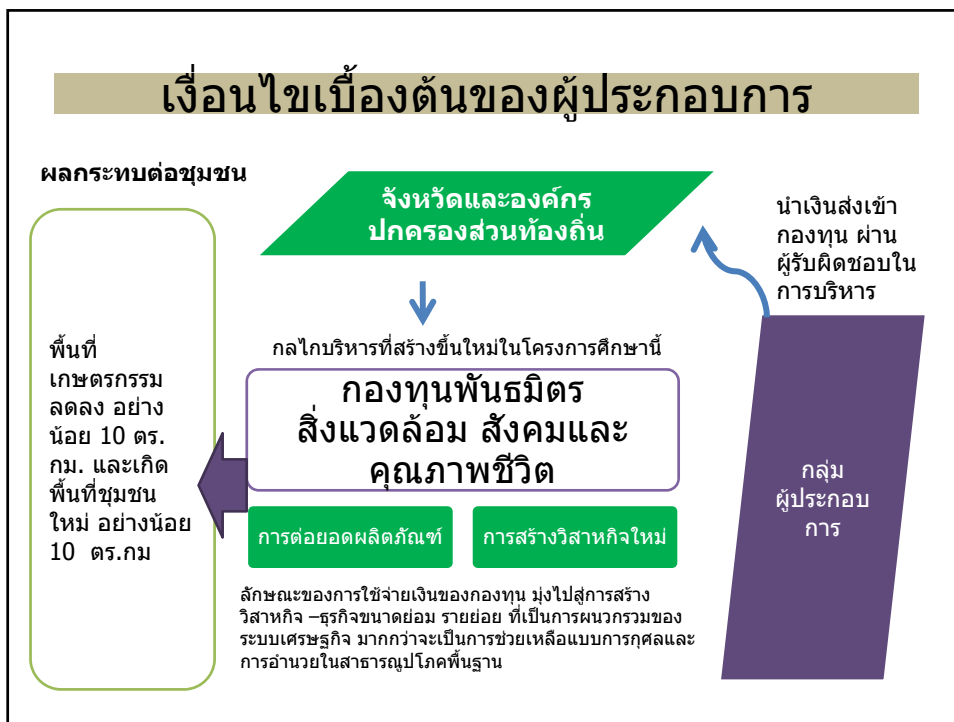 เงื่อนไขเบื้องต้นของผู้ประกอบการ
ผลกระทบต่อชุมชน
พื้นที่
เกษตรกรรม
ลดลง อย่าง
น้อย 10 ตร.
กม. และเกิด
พื้นที่ชุมชน
ใหม่ อย่างน้อย
10 ตร.กม
จังหวัดและองค์กร
ปกครองส่วนท้องถิ่น
กลไกบริหารที่สร้างขึ้นใหม่ในโครงการศึกษานี้
กองทุนพันธมิตร
สิ่งแวดล้อม สังคมและ
คุณภาพชีวิต
การต่อยอดผลิตภัณฑ์
การสร้างวิสาหกิจใหม่
ลักษณะของการใช้จ่ายเงินของกองทุน มุ่งไปสู่การสร้าง
วิสาหกิจ –ธุรกิจขนาดย่อม รายย่อย ที่เป็นการผนวกรวมของ
ระบบเศรษฐกิจ มากกว่าจะเป็นการช่วยเหลือแบบการกุศลและ
การอำนวยในสาธารณูปโภคพื้นฐาน
นำเงินส่งเข้า
กองทุน ผ่าน
ผู้รับผิดชอบใน
การบริหาร
กลุ่ม
ผู้ประกอบ
การ